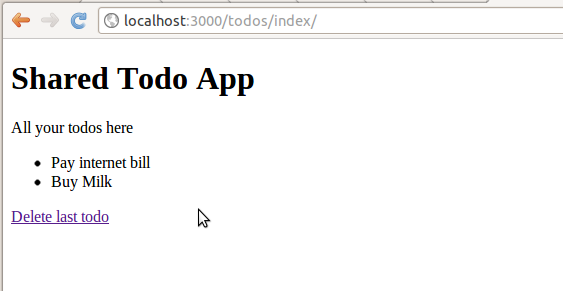 localhost:3000/todos/index/
Shared Todo App
All your todos here
Pay internet bill
Buy Milk
Delete last todo